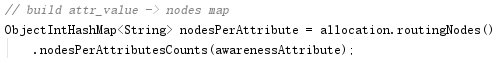 // build attr_value -> nodes map
ObjectIntHashMap<String> nodesPerAttribute = allocation.routingNodes()
    .nodesPerAttributesCounts(awarenessAttribute);